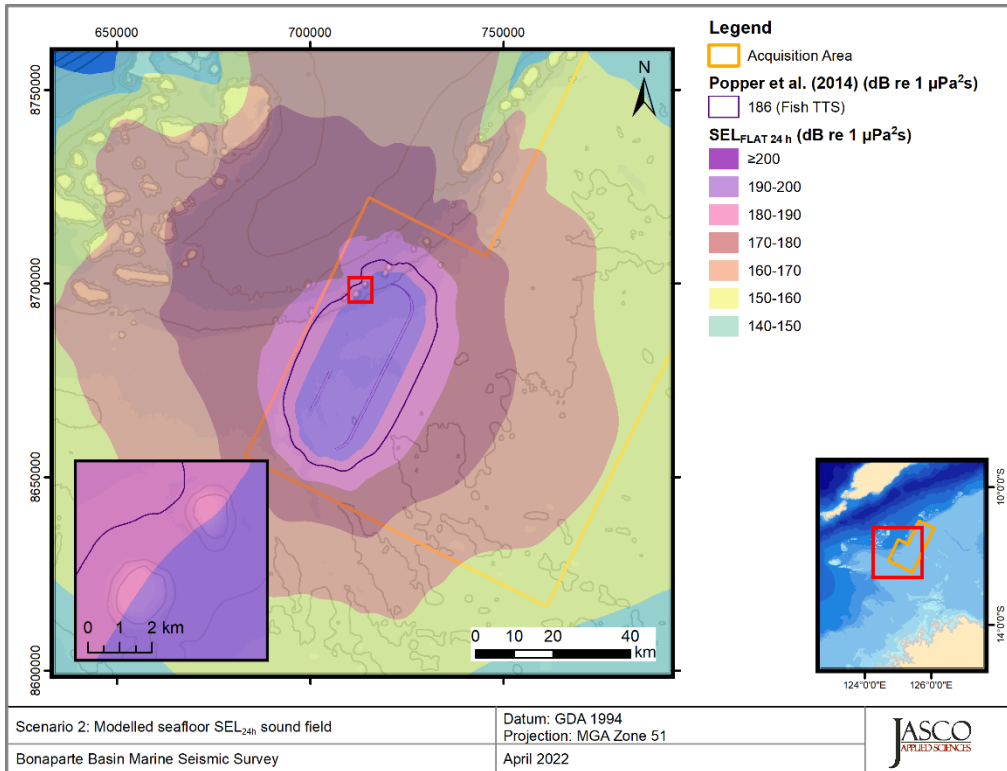 650000
700000
750000
8750000
8700000
8650000
8600000
N
0 1 2 km
0 10 20 40
km
Legend
Acquisition Area
Popper et al. (2014) (dB re 1 µPa²s)
186 (Fish TTS)
SEL_FLAT 24 h (dB re 1 µPa²s)
≥200
190-200
180-190
170-180
160-170
150-160
140-150
10°0'0"S
14°0'0"S
124°0'0"E
126°0'0"E
Scenario 2: Modelled seafloor SEL24h sound field
Datum: GDA 1994
Projection: MGA Zone 51
Bonaparte Basin Marine Seismic Survey
April 2022
JASCO
APPLIED SCIENCES